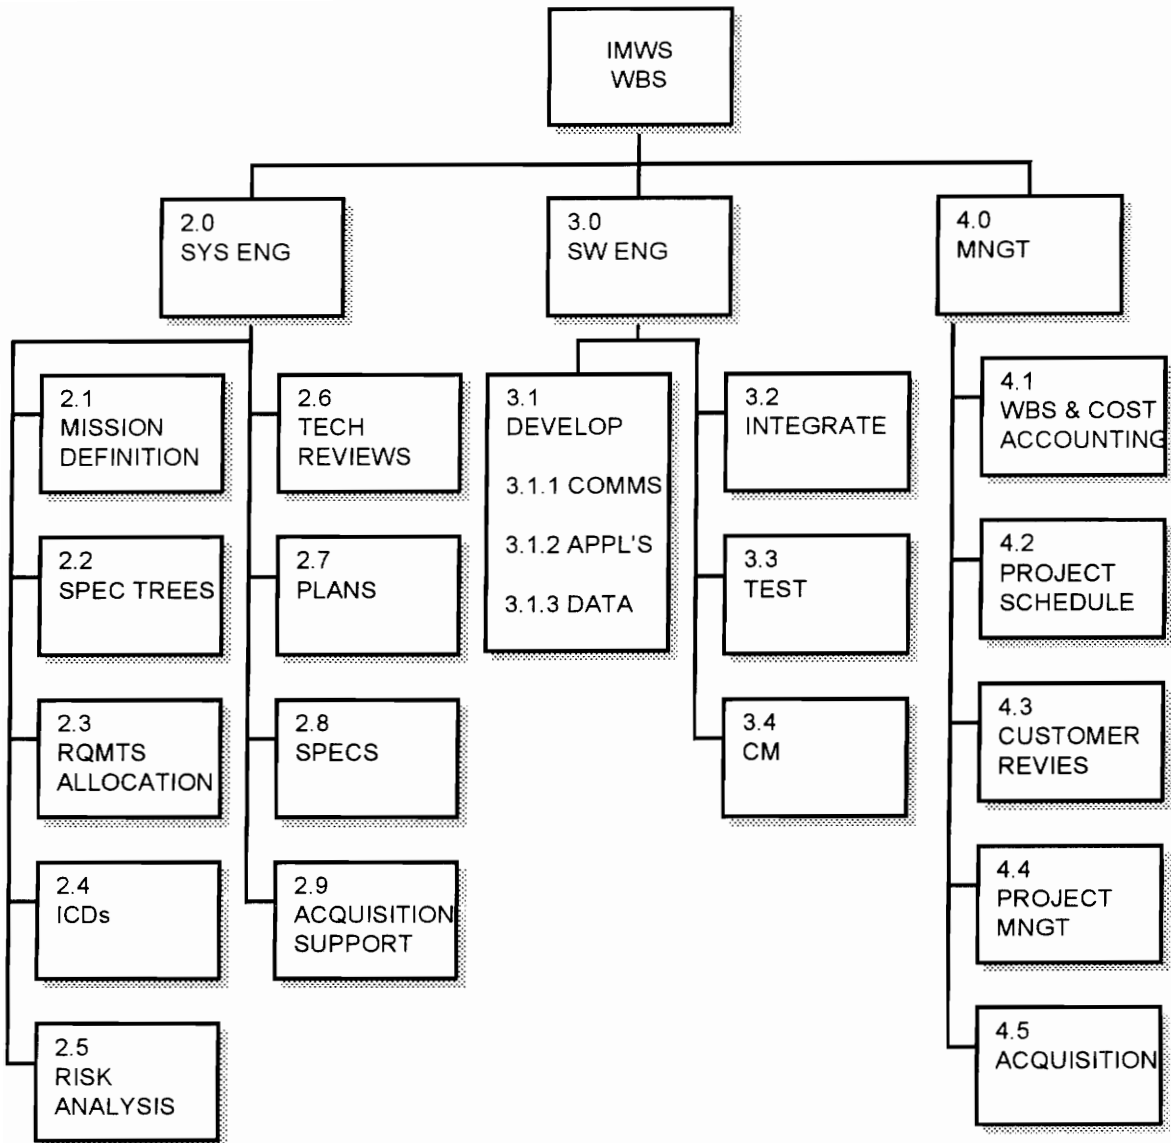 IMWS
WBS
2.0
SYS ENG
3.0
SW ENG
4.0
MNGT
2.1
MISSION
DEFINITION
2.2
SPEC TREES
2.3
RQMTS
ALLOCATION
2.4
ICDs
2.5
RISK
ANALYSIS
2.6
TECH
REVIEWS
2.7
PLANS
2.8
SPECS
2.9
ACQUISITION
SUPPORT
3.1
DEVELOP
3.1.1 COMMS
3.1.2 APPL'S
3.1.3 DATA
3.2
INTEGRATE
3.3
TEST
3.4
CM
4.1
WBS & COST
ACCOUNTING
4.2
PROJECT
SCHEDULE
4.3
CUSTOMER
REVIES
4.4
PROJECT
MNGT
4.5
ACQUISITION